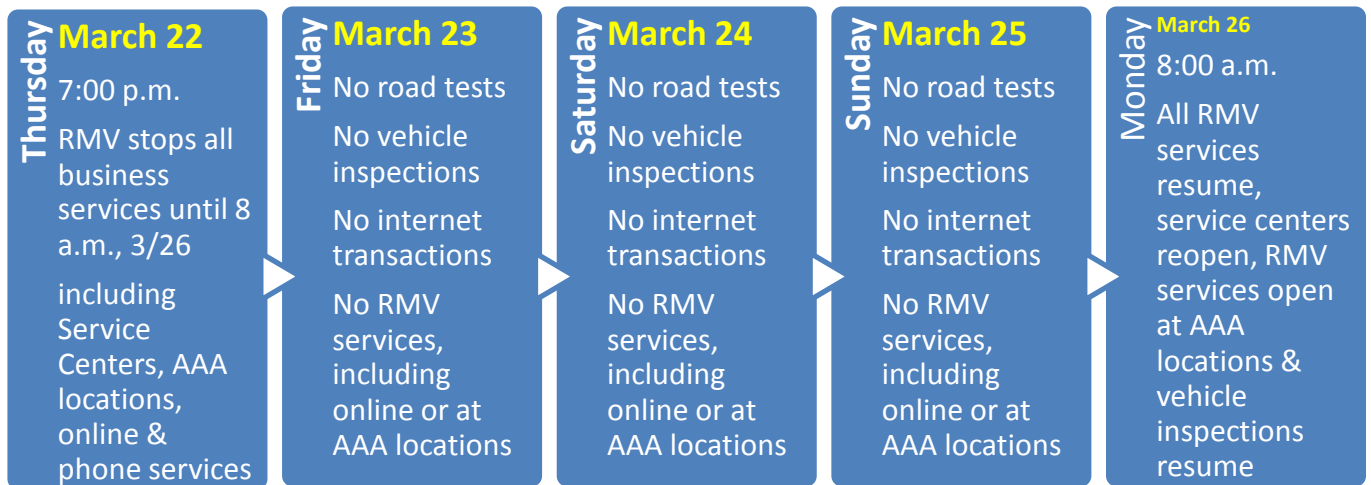 Thursday
March 22
7:00 p.m.
RMV stops all
business
services until 8
a.m., 3/26
including
Service
Centers, AAA
locations,
online &
phone services
Friday
March 23
No road tests
No vehicle
inspections
No internet
transactions
No RMV
services,
including
online or at
AAA locations
Saturday
March 24
No road tests
No vehicle
inspections
No internet
transactions
No RMV
services,
including
online or at
AAA locations
Sunday
March 25
No road tests
No vehicle
inspections
No internet
transactions
No RMV
services,
including
online or at
AAA locations
Monday
March 26
8:00 a.m.
All RMV
services
resume,
service centers
reopen, RMV
services open
at AAA
locations &
vehicle
inspections
resume